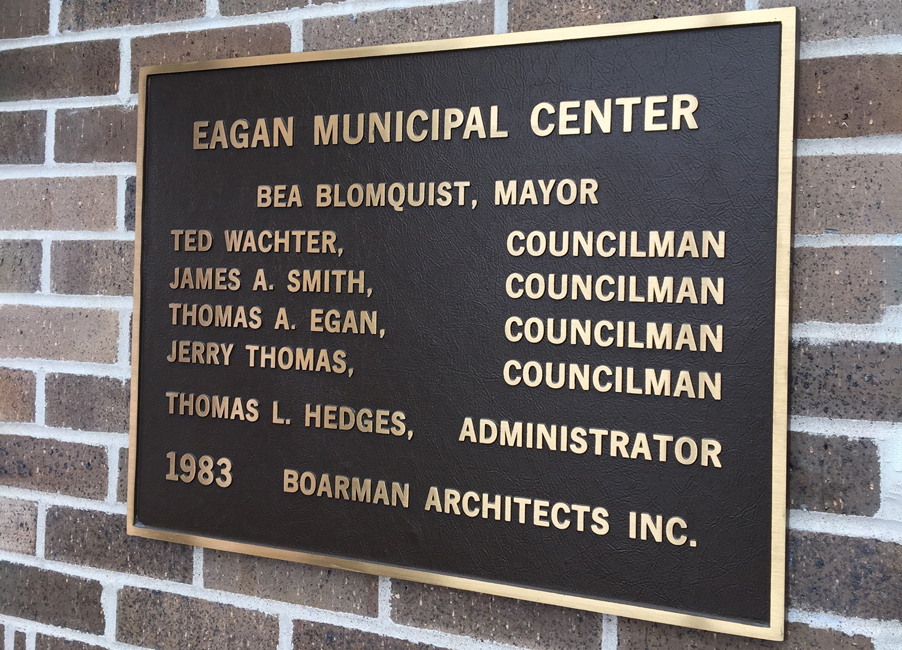 EAGAN MUNICIPAL CENTER
BEA BLOMQUIST, MAYOR
TED WACHTER, COUNCILMAN
JAMES A. SMITH, COUNCILMAN
THOMAS A. EGAN, COUNCILMAN
JERRY THOMAS, COUNCILMAN
THOMAS L. HEDGES, ADMINISTRATOR
1983 BOARMAN ARCHITECTS INC.